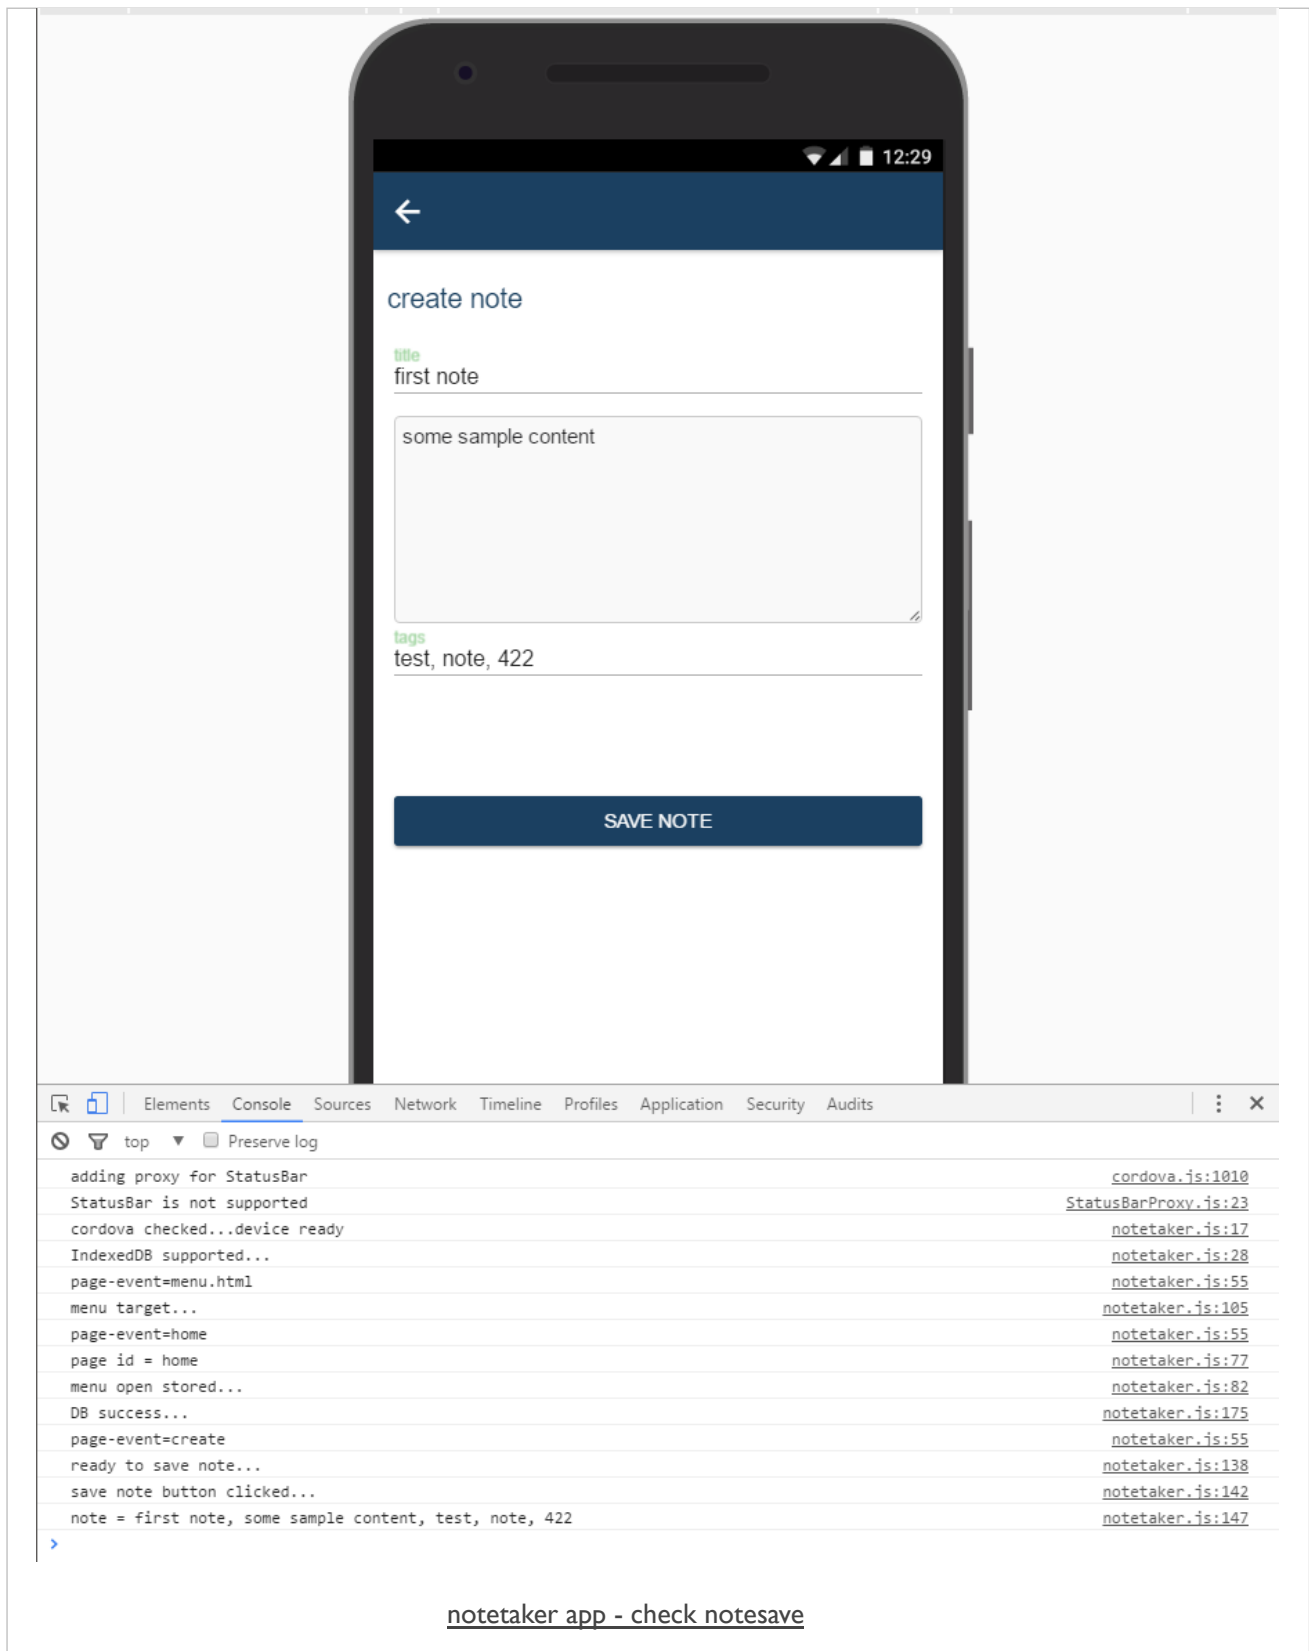 12:29
create note
title
first note
some sample content
tags
test, note, 422
SAVE NOTE
Elements Console Sources Network Timeline Profiles Application Security Audits
top ▼ Preserve log
adding proxy for StatusBar cordova.js:1010
StatusBar is not supported StatusBarProxy.js:23
cordova checked...device ready notetaker.js:17
IndexedDB supported... notetaker.js:28
page-event=menu.html notetaker.js:55
menu target... notetaker.js:105
page-event=home notetaker.js:55
page id = home notetaker.js:77
menu open stored... notetaker.js:82
DB success... notetaker.js:175
page-event=create notetaker.js:55
ready to save note... notetaker.js:138
save note button clicked... notetaker.js:142
note = first note, some sample content, test, note, 422 notetaker.js:147
notetaker app - check notesave